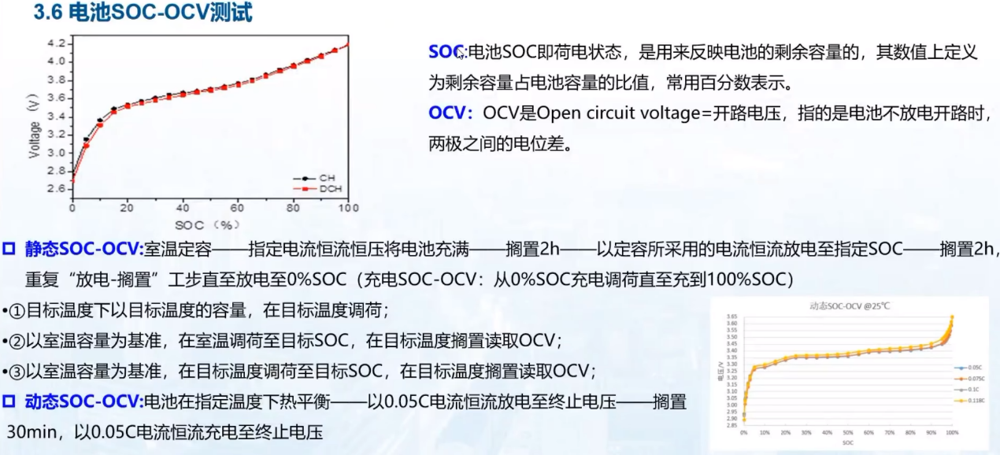 3.6 电池SOC-OCV测试
4.2
4.0
3.8
3.6
3.4
3.2
3.0
2.8
2.6
Voltage（V）
0 20 40 60 80 100
SOC（%）
CH
DCH
SOC:电池SOC即荷电状态，是用来反映电池的剩余容量的，其数值上定义
为剩余容量占电池容量的比值，常用百分数表示。
OCV：OCV是Open circuit voltage=开路电压，指的是电池不放电开路时，
两极之间的电位差。
静态SOC-OCV:室温定容——指定电流恒流恒压将电池充满——搁置2h——以定容所采用的电流恒流放电至指定SOC——搁置2h,
重复“放电-搁置”工步直至放电至0%SOC（充电SOC-OCV：从0%SOC充电调荷直至充到100%SOC）
•①目标温度下以目标温度的容量，在目标温度调荷；
•②以室温容量为基准，在室温调荷至目标SOC，在目标温度搁置读取OCV；
•③以室温容量为基准，在目标温度调荷至目标SOC，在目标温度搁置读取OCV；
动态SOC-OCV:电池在指定温度下热平衡——以0.05C电流恒流放电至终止电压——搁置
30min，以0.05C电流恒流充电至终止电压
动态SOC-OCV @25℃
3.65
3.60
3.55
3.50
3.45
3.40
3.35
3.30
3.25
3.20
3.15
3.10
3.05
3.00
2.95
2.90
2.85
电压/V
0% 10% 20% 30% 40% 50% 60% 70% 80% 90% 100%
SOC
0.05C
0.075C
0.1C
0.118C